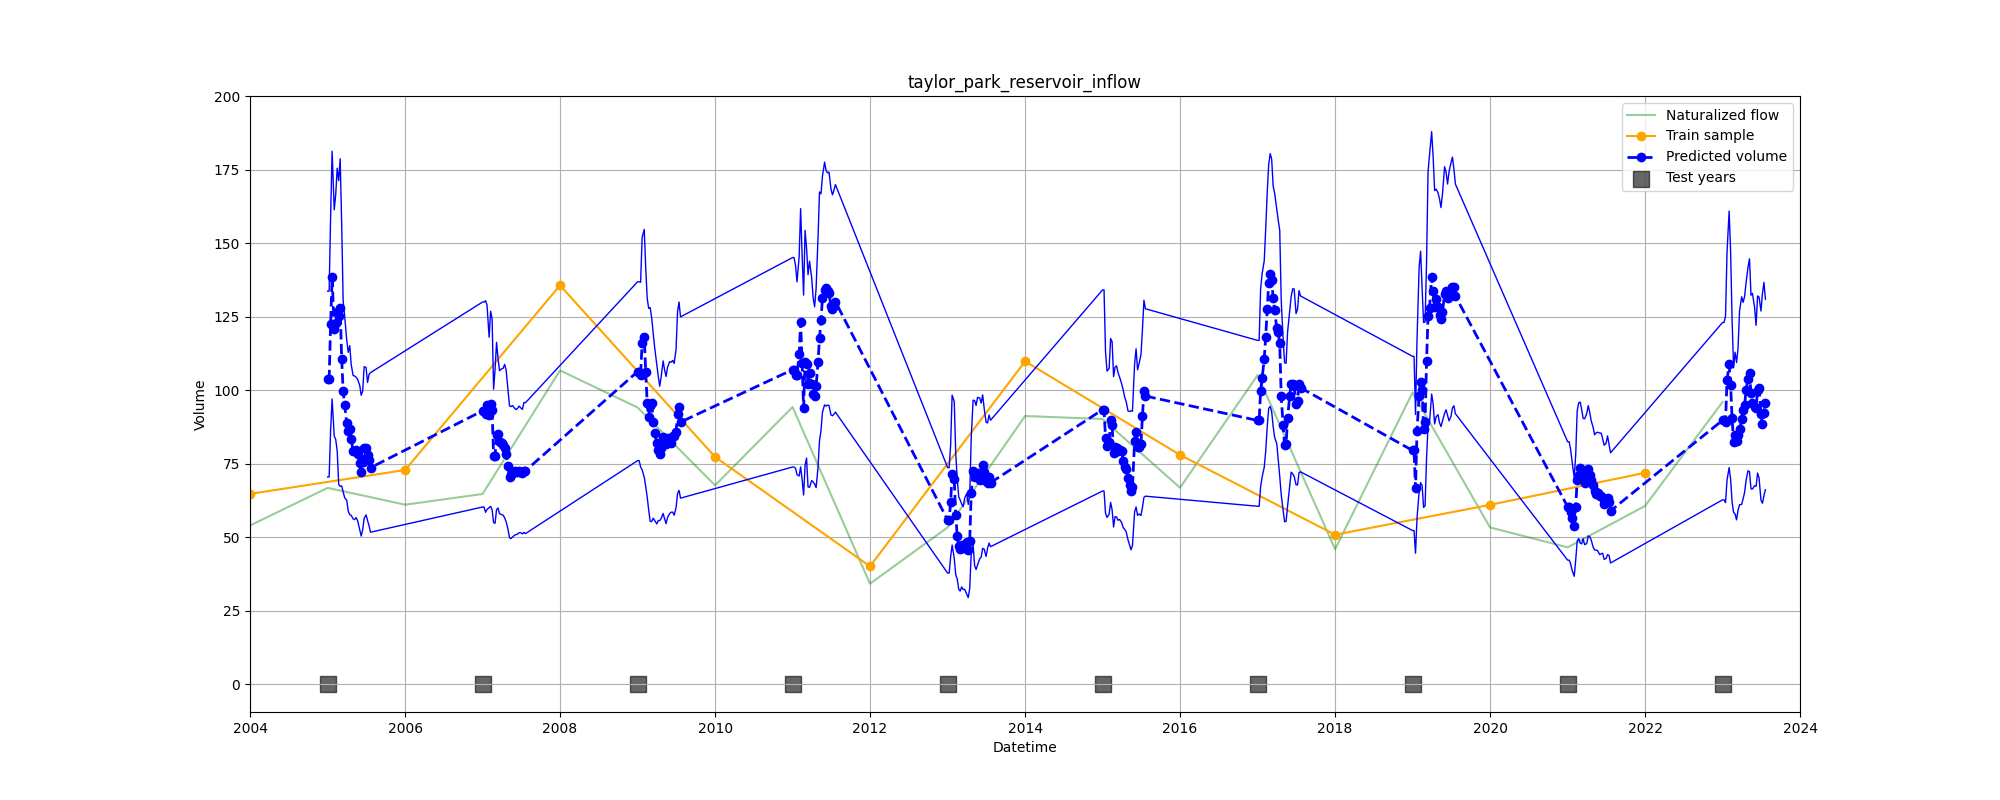 taylor_park_reservoir_inflow
200
175
150
125
100
75
50
25
0
Volume
Naturalized flow
Train sample
Predicted volume
Test years
2004 2006 2008 2010 2012 2014 2016 2018 2020 2022 2024
Datetime